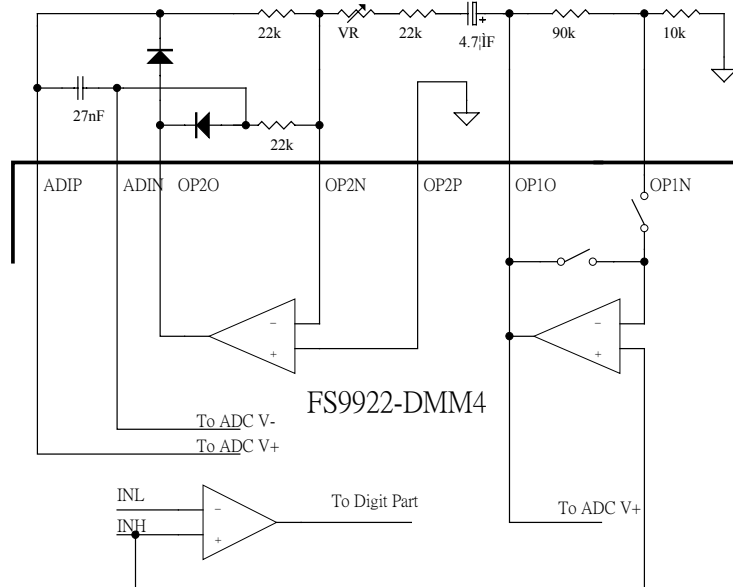 22k VR 22k 4.7¦ÌF 90k 10k
27nF
22k
ADIP ADIN OP2O OP2N OP2P OP1O OP1N
−
+
−
+
FS9922-DMM4
To ADC V-
To ADC V+
INL
−
To Digit Part
To ADC V+
INH
+